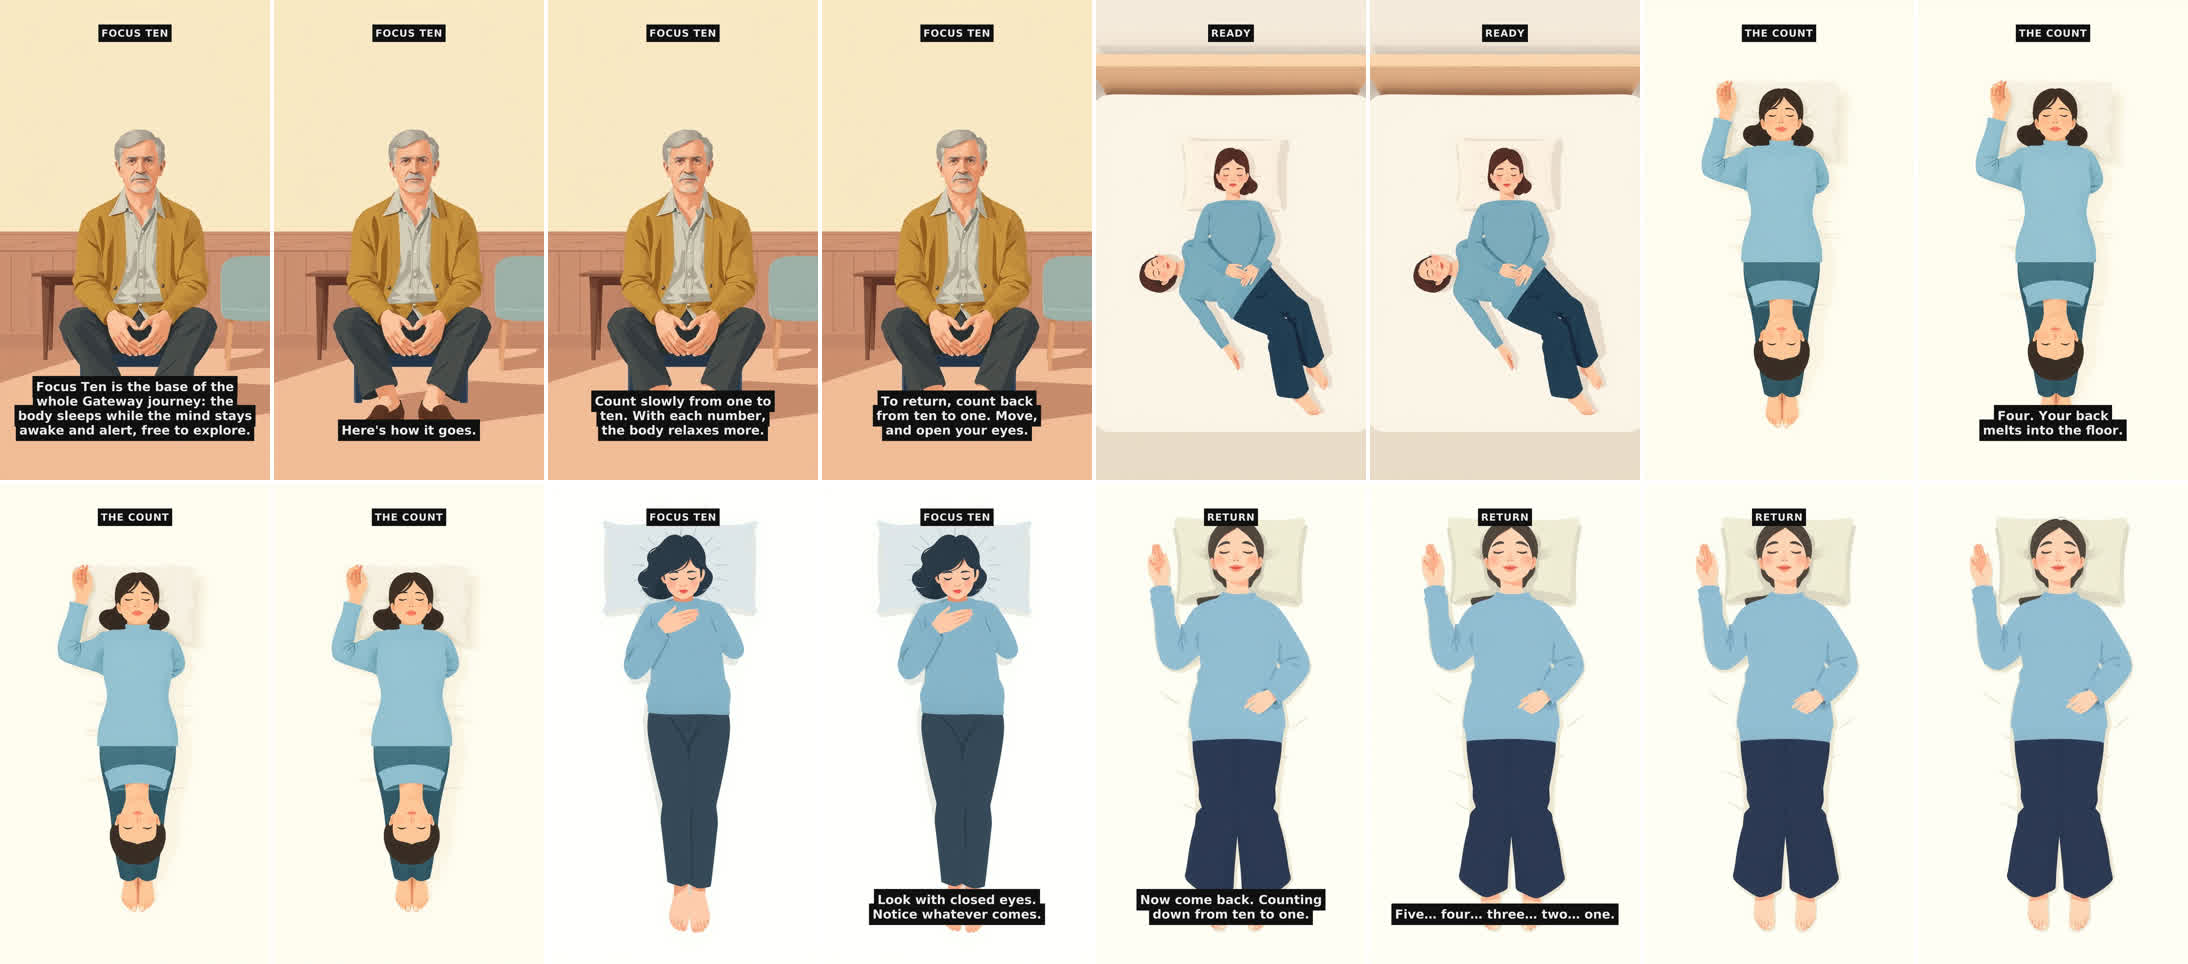 FOCUS TEN
Focus Ten is the base of the
whole Gateway journey: the
body sleeps while the mind stays
awake and alert, free to explore.
FOCUS TEN
Here's how it goes.
FOCUS TEN
Count slowly from one to
ten. With each number,
the body relaxes more.
FOCUS TEN
To return, count back
from ten to one. Move,
and open your eyes.
READY
READY
THE COUNT
THE COUNT
Four. Your back
melts into the floor.
THE COUNT
THE COUNT
FOCUS TEN
FOCUS TEN
Look with closed eyes.
Notice whatever comes.
RETURN
Now come back. Counting
down from ten to one.
RETURN
Five... four... three... two... one.
RETURN